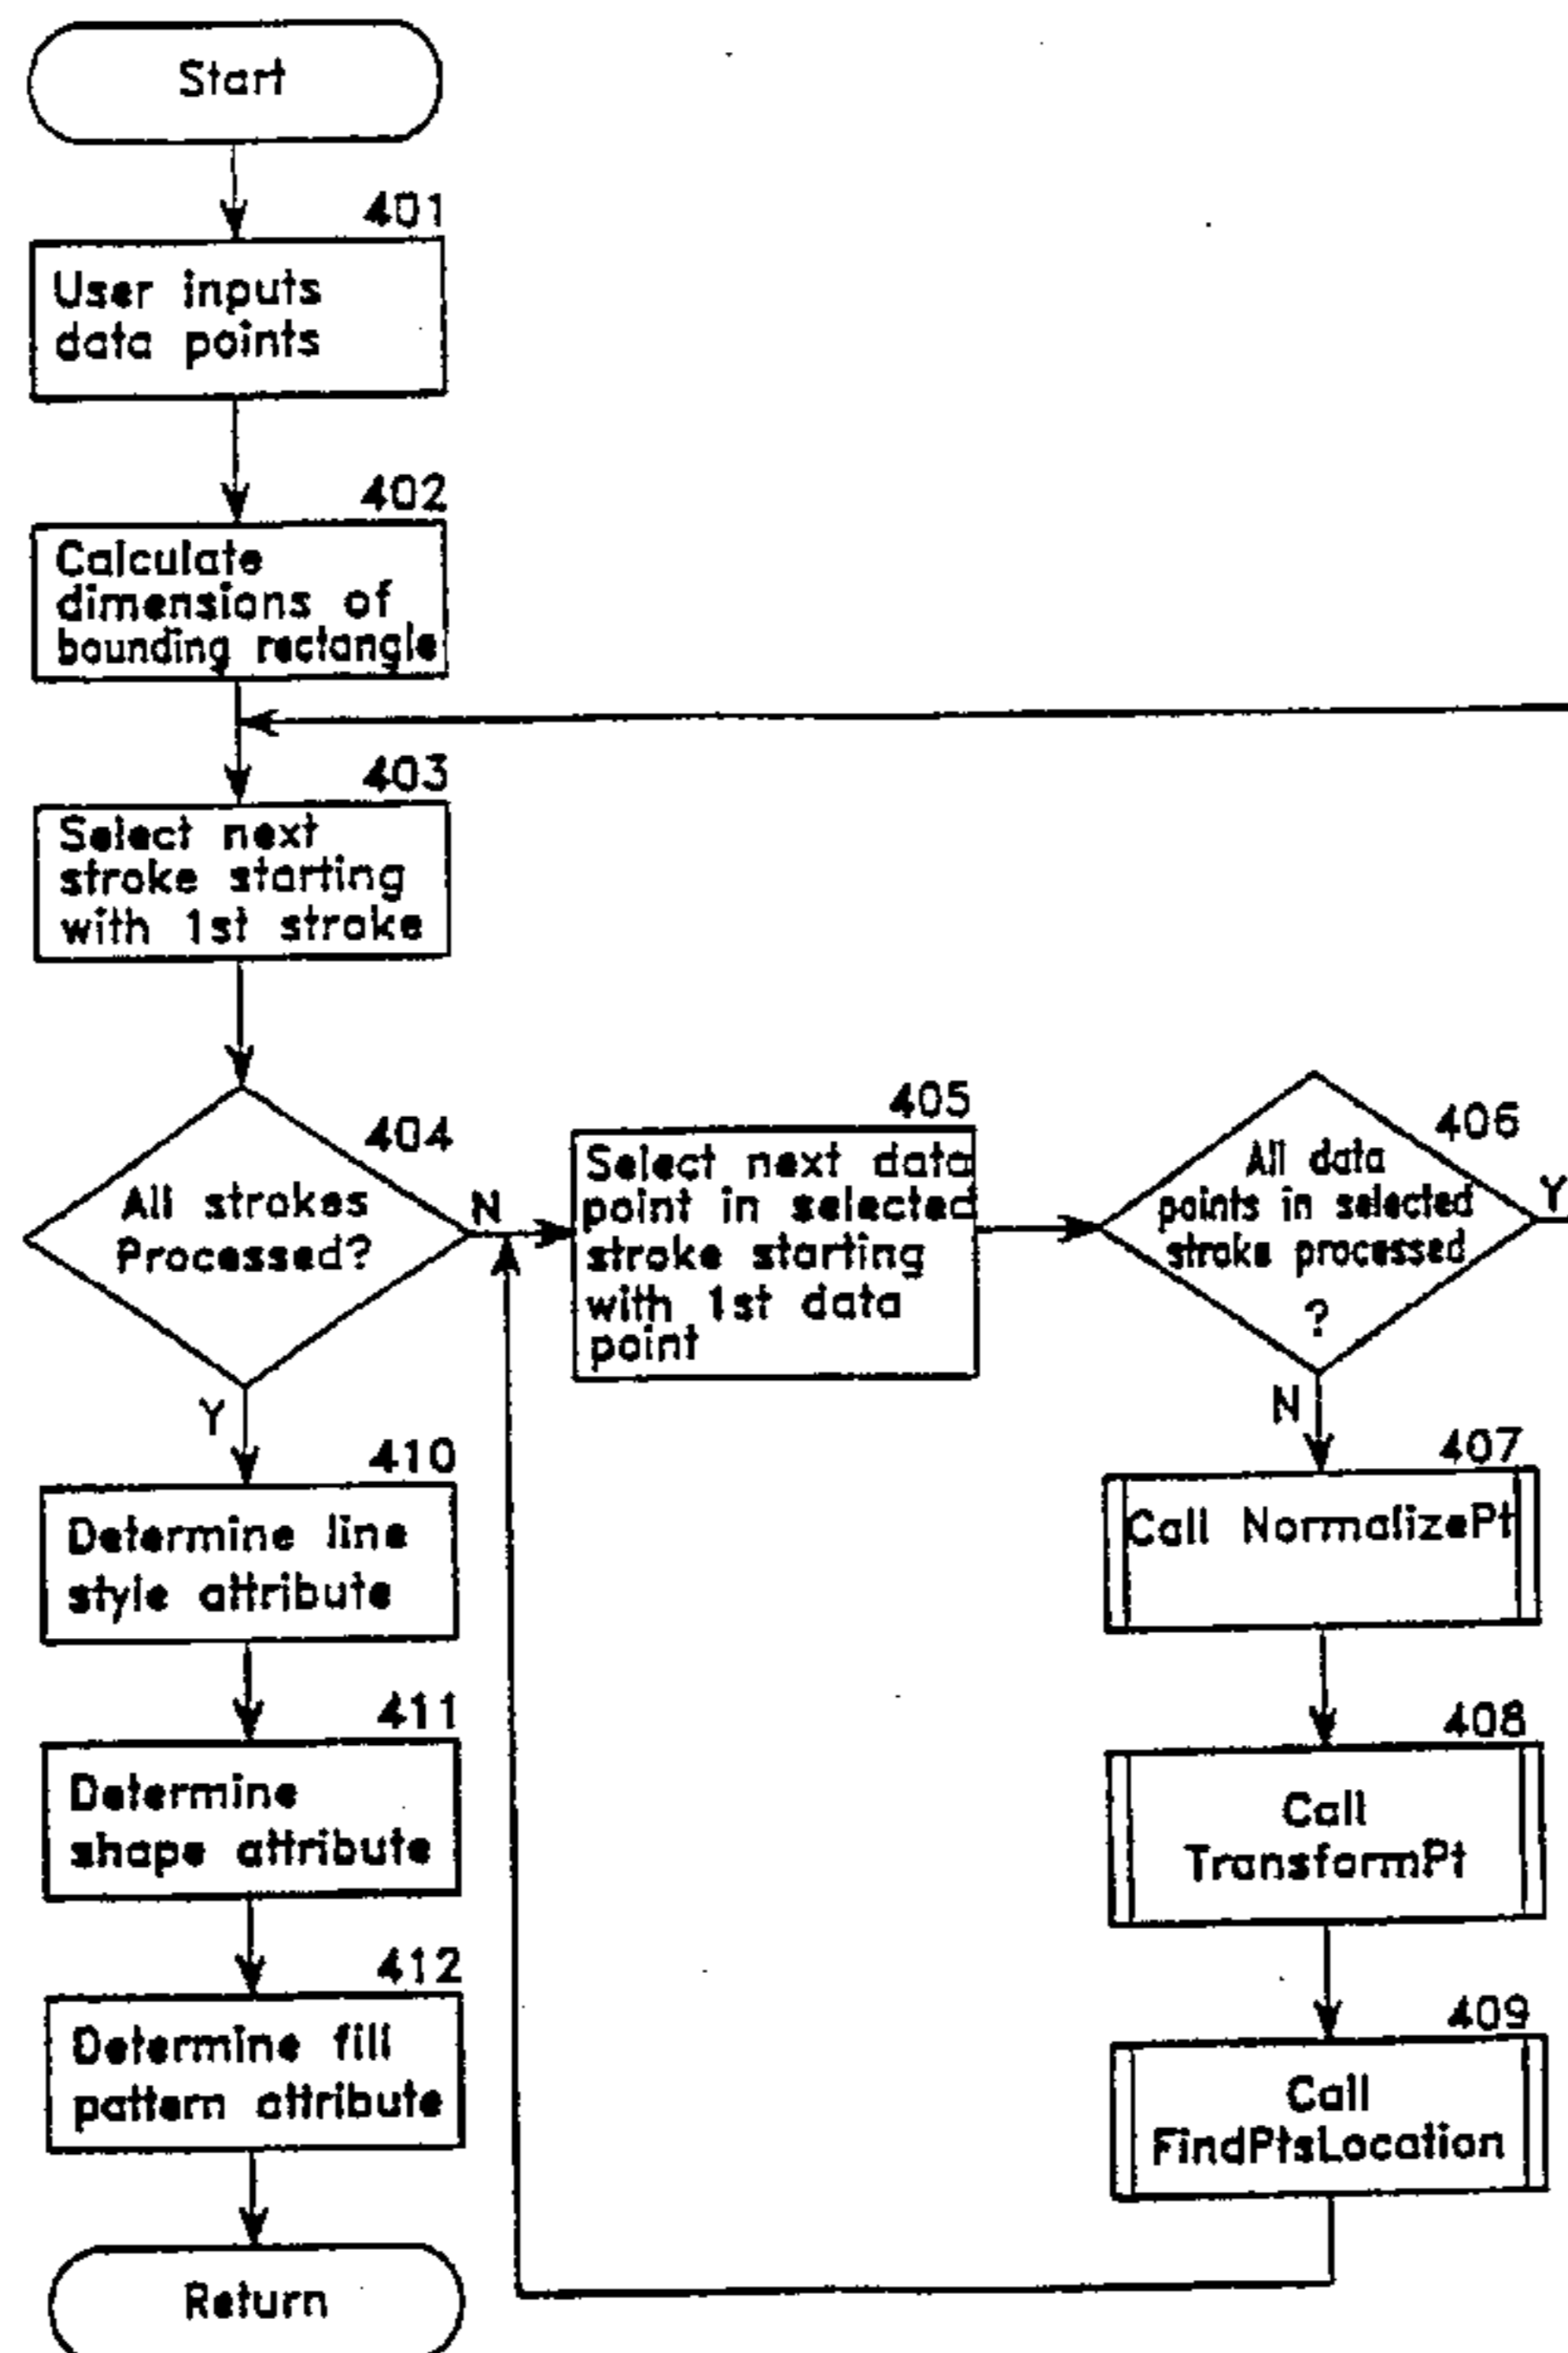 Start
401
User inputs
data points
402
Calculate
dimensions of
bounding rectangle
403
Select next
stroke starting
with 1st stroke
404
All strokes
Processed?
N
Y
405
Select next data
point in selected
stroke starting
with 1st data
point
406
All data
points in selected
stroke processed
?
Y
N
407
Call NormalizePt
408
Call
TransformPt
409
Call
FindPtsLocation
410
Determine line
style attribute
411
Determine
shape attribute
412
Determine fill
pattern attribute
Return